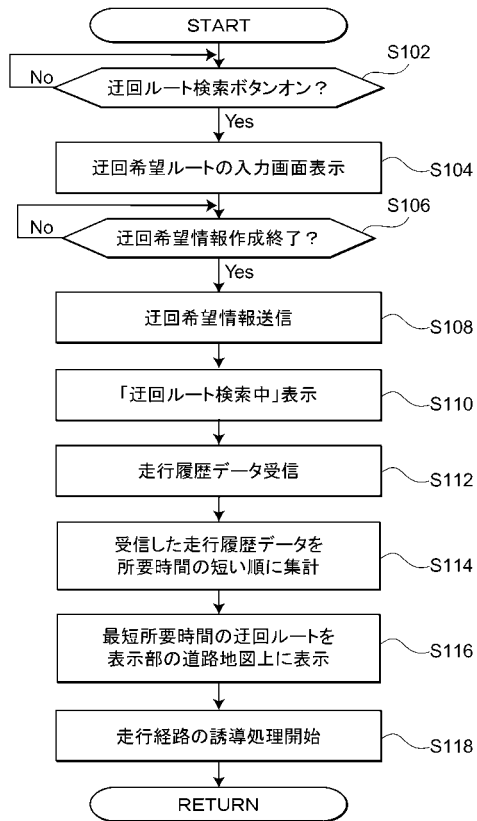 START
S102
No
迂回ルート検索ボタンオン？
Yes
迂回希望ルートの入力画面表示
S104
S106
No
迂回希望情報作成終了？
Yes
迂回希望情報送信
S108
「迂回ルート検索中」表示
S110
走行履歴データ受信
S112
受信した走行履歴データを
所要時間の短い順に集計
S114
最短所要時間の迂回ルートを
表示部の道路地図上に表示
S116
走行経路の誘導処理開始
S118
RETURN